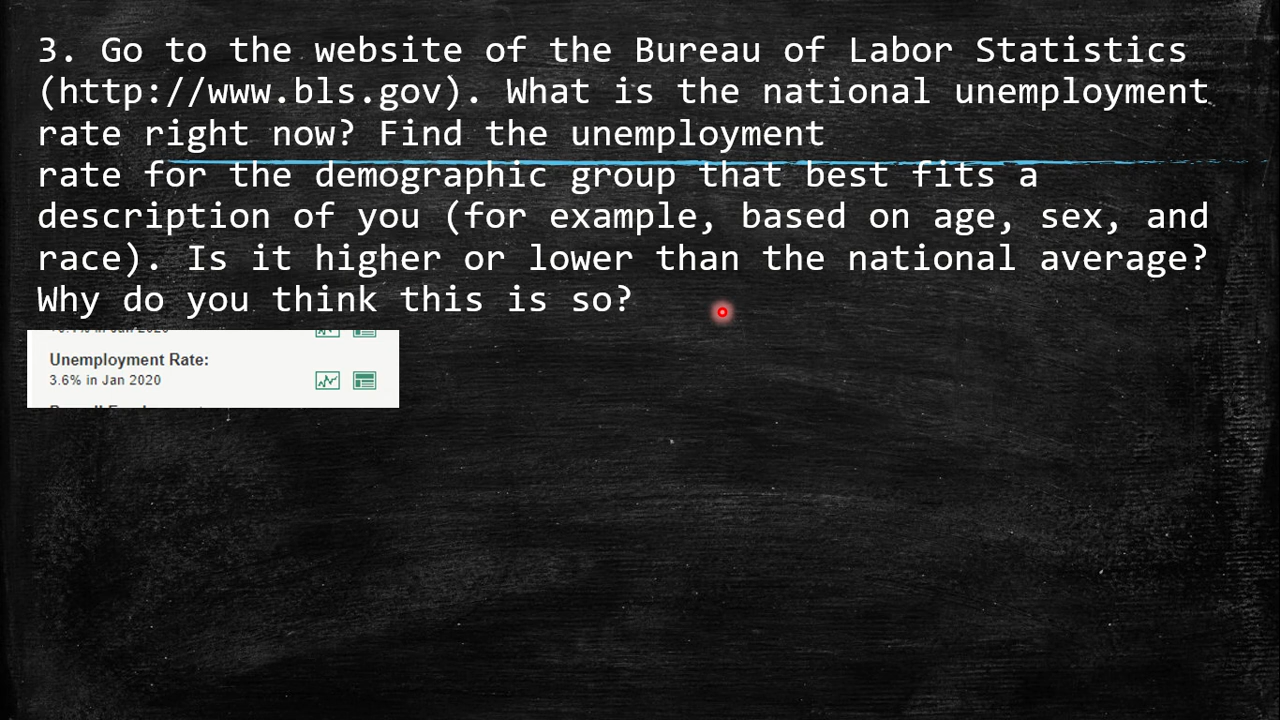 3. Go to the website of the Bureau of Labor Statistics
(http://www.bls.gov). What is the national unemployment
rate right now? Find the unemployment
rate for the demographic group that best fits a
description of you (for example, based on age, sex, and
race). Is it higher or lower than the national average?
Why do you think this is so?
Unemployment Rate:
3.6% in Jan 2020